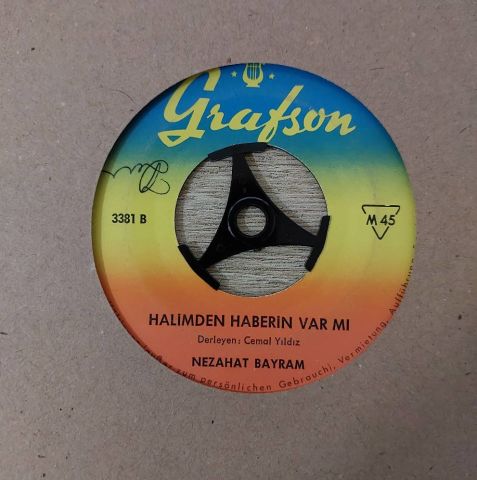 Grafson
3381 B
M 45
HALİMDEN HABERİN VAR MI
Derleyen: Cemal Yıldız
NEZAHAT BAYRAM
zum persönlichen Gebrauch), Vermietung, Aufführung